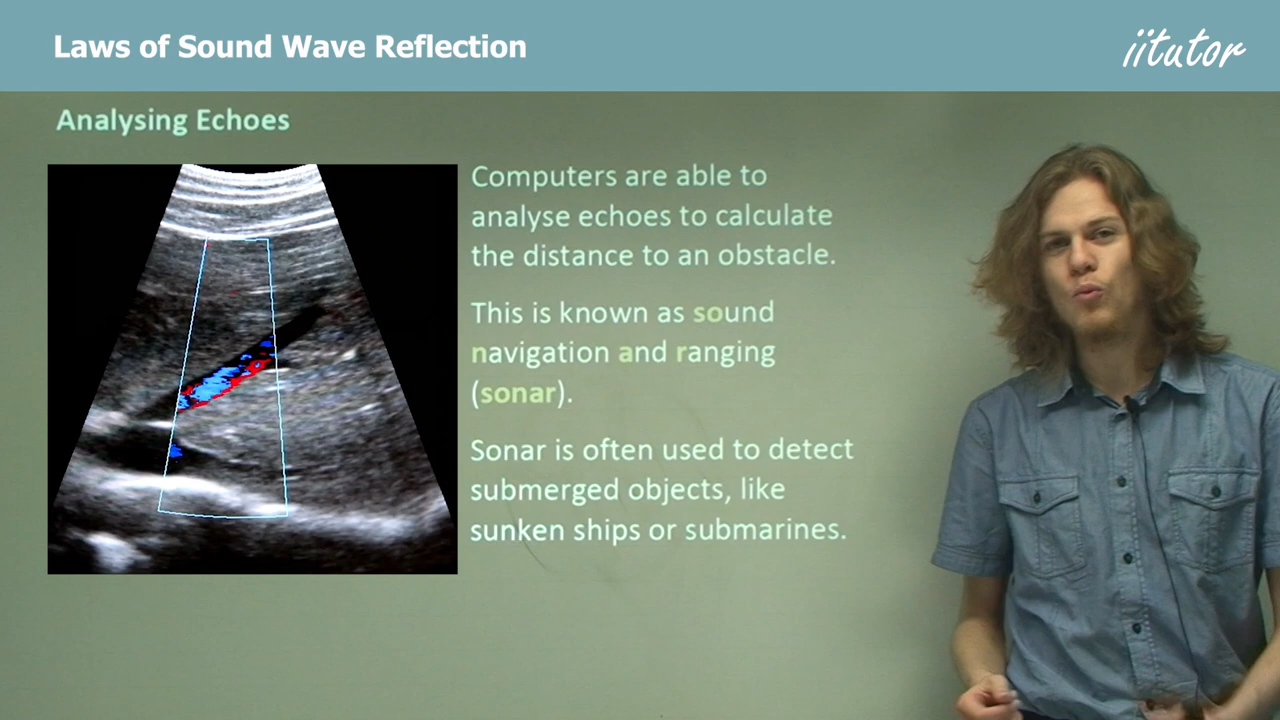 Laws of Sound Wave Reflection
iitutor
Analysing Echoes
Computers are able to
analyse echoes to calculate
the distance to an obstacle.
This is known as sound
navigation and ranging
(sonar).
Sonar is often used to detect
submerged objects, like
sunken ships or submarines.